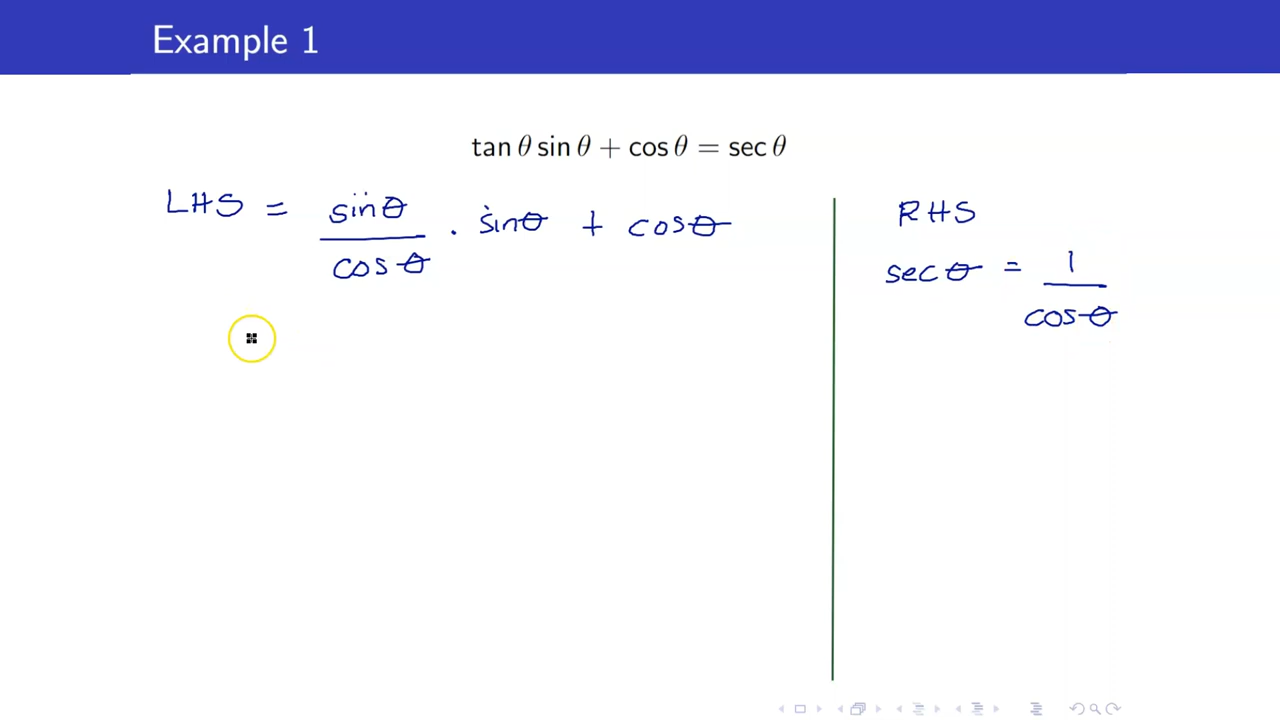 Example 1
tan θ sin θ + cos θ = sec θ
LHS = sinθ / cosθ . sinθ + cosθ
RHS
secθ = 1 / cosθ